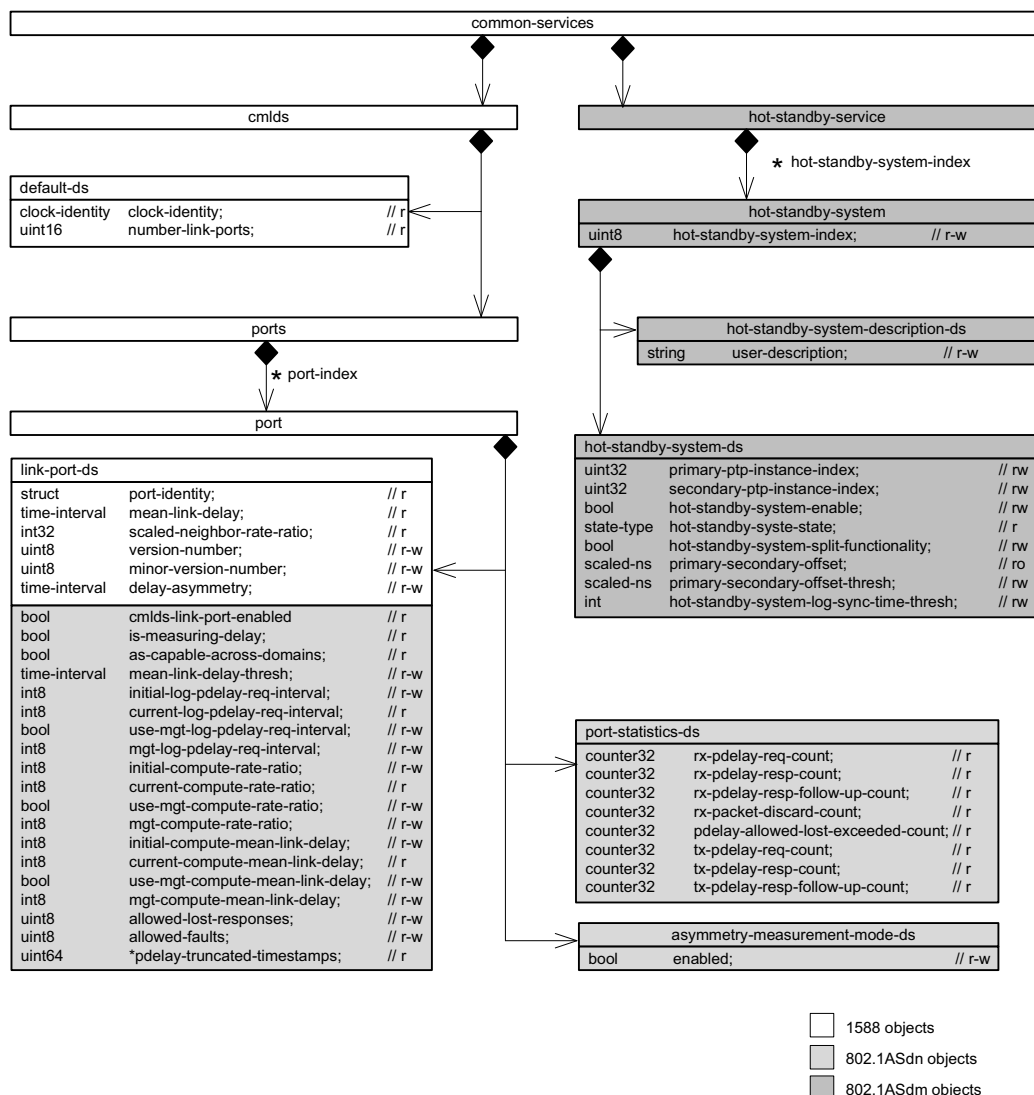 common-services
cmlds
hot-standby-service
* hot-standby-system-index
default-ds
clock-identity clock-identity; // r
uint16 number-link-ports; // r
hot-standby-system
uint8 hot-standby-system-index; // r-w
ports
* port-index
hot-standby-system-description-ds
string user-description; // r-w
port
link-port-ds
struct port-identity; // r
time-interval mean-link-delay; // r
int32 scaled-neighbor-rate-ratio; // r
uint8 version-number; // r-w
uint8 minor-version-number; // r-w
time-interval delay-asymmetry; // r-w
bool cmlds-link-port-enabled // r
bool is-measuring-delay; // r
bool as-capable-across-domains; // r
time-interval mean-link-delay-thresh; // r-w
int8 initial-log-pdelay-req-interval; // r-w
int8 current-log-pdelay-req-interval; // r
bool use-mgt-log-pdelay-req-interval; // r-w
int8 mgt-log-pdelay-req-interval; // r-w
int8 initial-compute-rate-ratio; // r-w
int8 current-compute-rate-ratio; // r
bool use-mgt-compute-rate-ratio; // r-w
int8 mgt-compute-rate-ratio; // r-w
int8 initial-compute-mean-link-delay; // r-w
int8 current-compute-mean-link-delay; // r
bool use-mgt-compute-mean-link-delay; // r-w
int8 mgt-compute-mean-link-delay; // r-w
uint8 allowed-lost-responses; // r-w
uint8 allowed-faults; // r-w
uint64 *pdelay-truncated-timestamps; // r
hot-standby-system-ds
uint32 primary-ptp-instance-index; // rw
uint32 secondary-ptp-instance-index; // rw
bool hot-standby-system-enable; // rw
state-type hot-standby-syste-state; // r
bool hot-standby-system-split-functionality; // rw
scaled-ns primary-secondary-offset; // ro
scaled-ns primary-secondary-offset-thresh; // rw
int hot-standby-system-log-sync-time-thresh; // rw
port-statistics-ds
counter32 rx-pdelay-req-count; // r
counter32 rx-pdelay-resp-count; // r
counter32 rx-pdelay-resp-follow-up-count; // r
counter32 rx-packet-discard-count; // r
counter32 pdelay-allowed-lost-exceeded-count; // r
counter32 tx-pdelay-req-count; // r
counter32 tx-pdelay-resp-count; // r
counter32 tx-pdelay-resp-follow-up-count; // r
asymmetry-measurement-mode-ds
bool enabled; // r-w
1588 objects
802.1ASdn objects
802.1ASdm objects